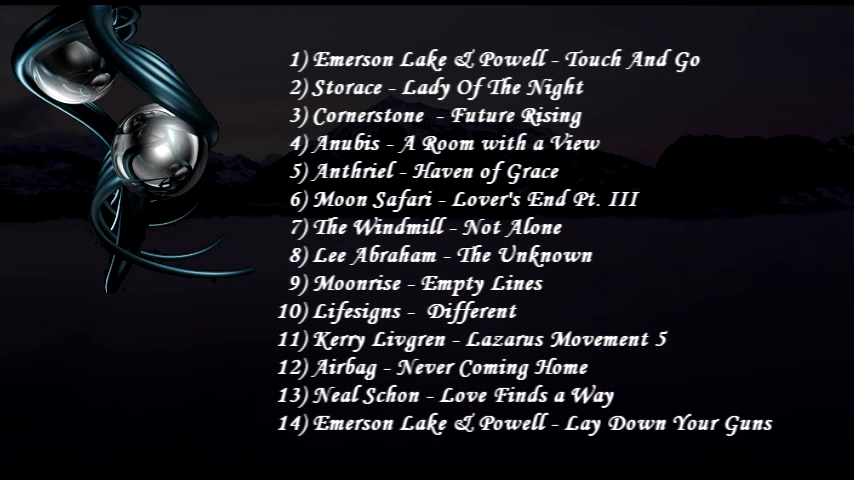 1) Emerson Lake & Powell - Touch And Go
2) Storace - Lady Of The Night
3) Cornerstone - Future Rising
4) Anubis - A Room with a View
5) Anthriel - Haven of Grace
6) Moon Safari - Lover's End Pt. III
7) The Windmill - Not Alone
8) Lee Abraham - The Unknown
9) Moonrise - Empty Lines
10) Lifesigns - Different
11) Kerry Livgren - Lazarus Movement 5
12) Airbag - Never Coming Home
13) Neal Schon - Love Finds a Way
14) Emerson Lake & Powell - Lay Down Your Guns